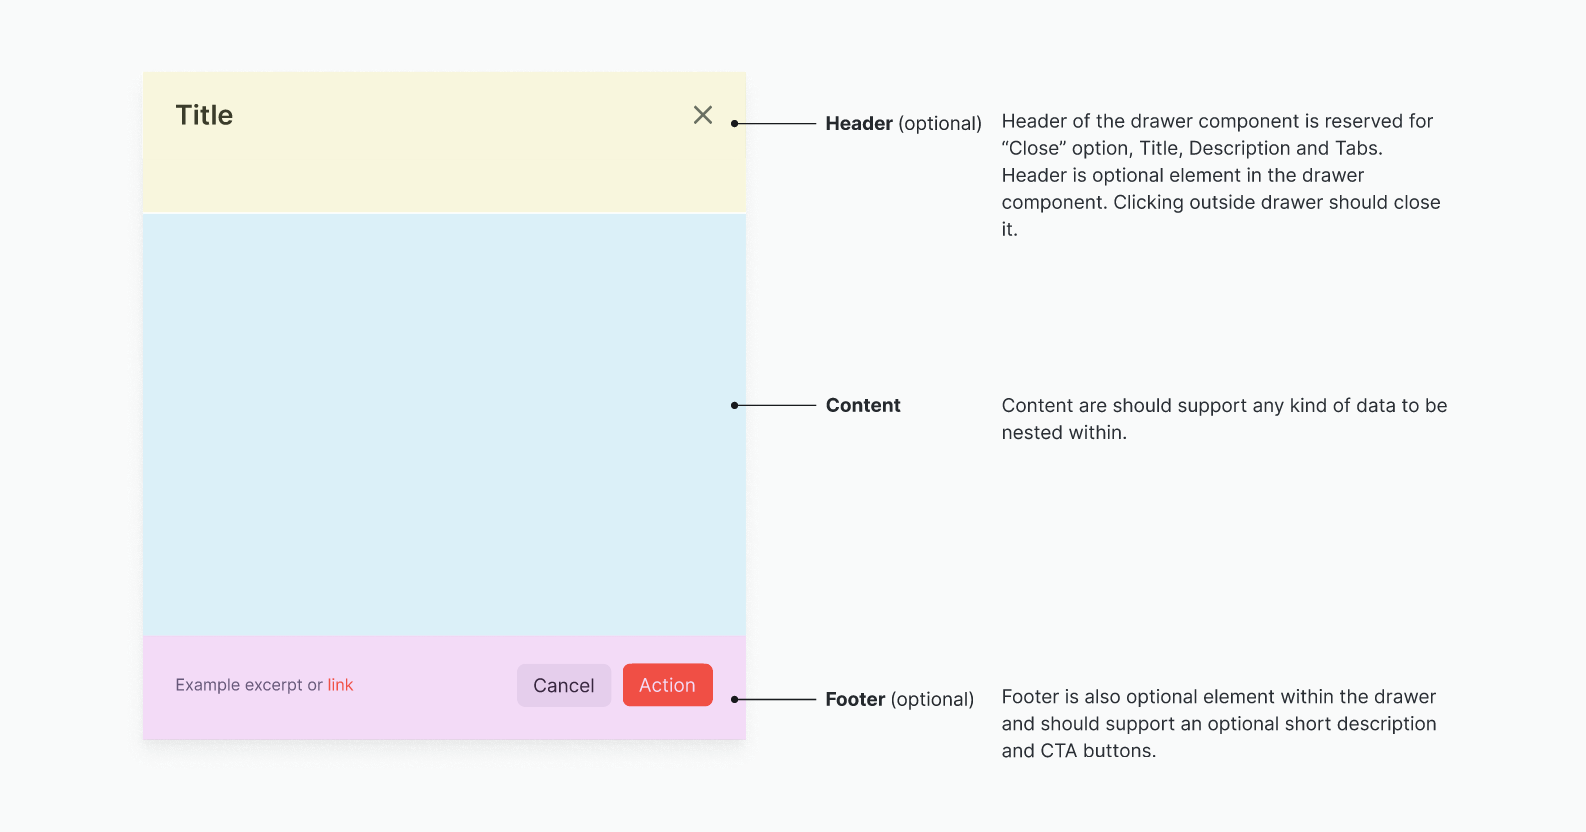 Title
Header (optional)
Header of the drawer component is reserved for
“Close” option, Title, Description and Tabs.
Header is optional element in the drawer
component. Clicking outside drawer should close
it.
Content
Content are should support any kind of data to be
nested within.
Example excerpt or link
Cancel
Action
Footer (optional)
Footer is also optional element within the drawer
and should support an optional short description
and CTA buttons.